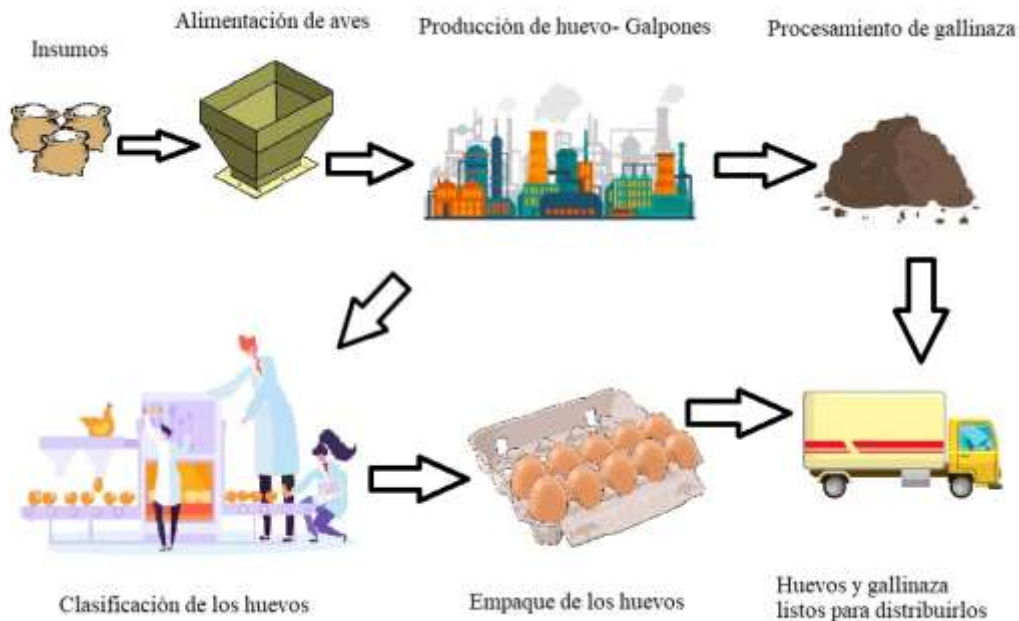 Insumos
Alimentación de aves
Producción de huevo- Galpones
Procesamiento de gallinaza
Clasificación de los huevos
Empaque de los huevos
Huevos y gallinaza
listos para distribuirlos